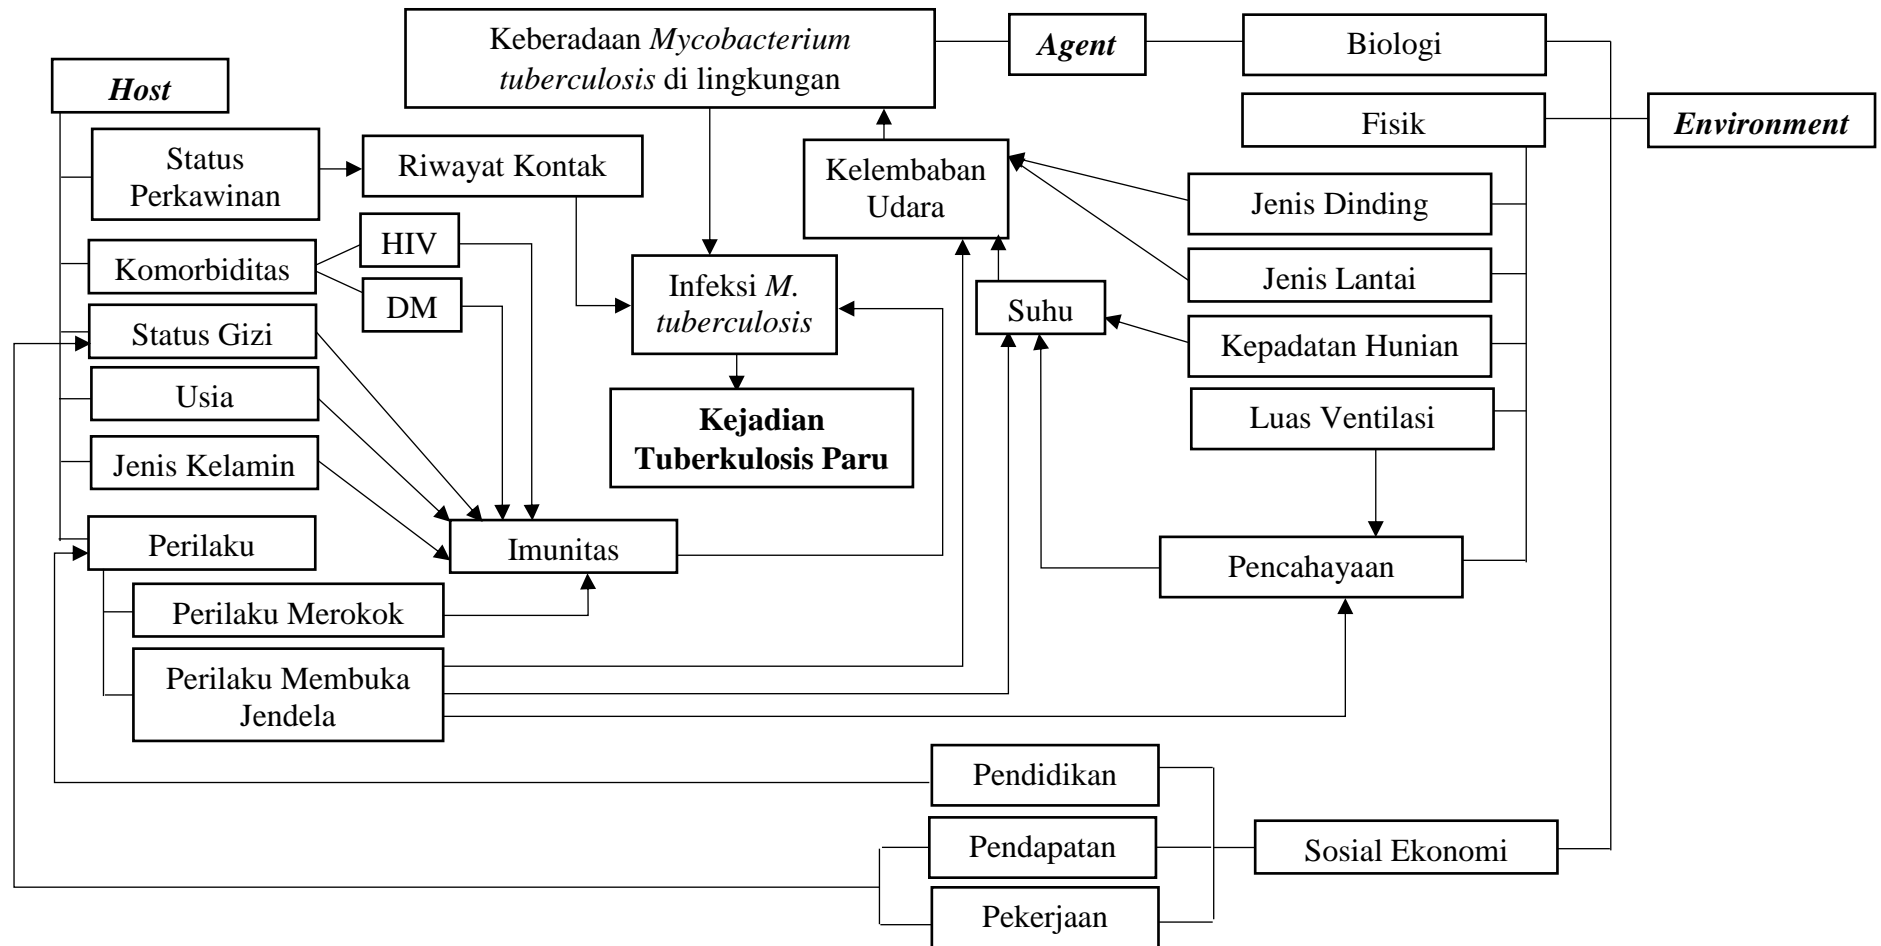 Keberadaan Mycobacterium
tuberculosis di lingkungan
Agent
Biologi
Host
Fisik
Environment
Status
Perkawinan
Riwayat Kontak
Kelembaban
Udara
Jenis Dinding
HIV
Komorbiditas
DM
Infeksi M.
tuberculosis
Suhu
Jenis Lantai
Status Gizi
Kepadatan Hunian
Usia
Kejadian
Tuberkulosis Paru
Luas Ventilasi
Jenis Kelamin
Perilaku
Imunitas
Pencahayaan
Perilaku Merokok
Perilaku Membuka
Jendela
Pendidikan
Pendapatan
Sosial Ekonomi
Pekerjaan